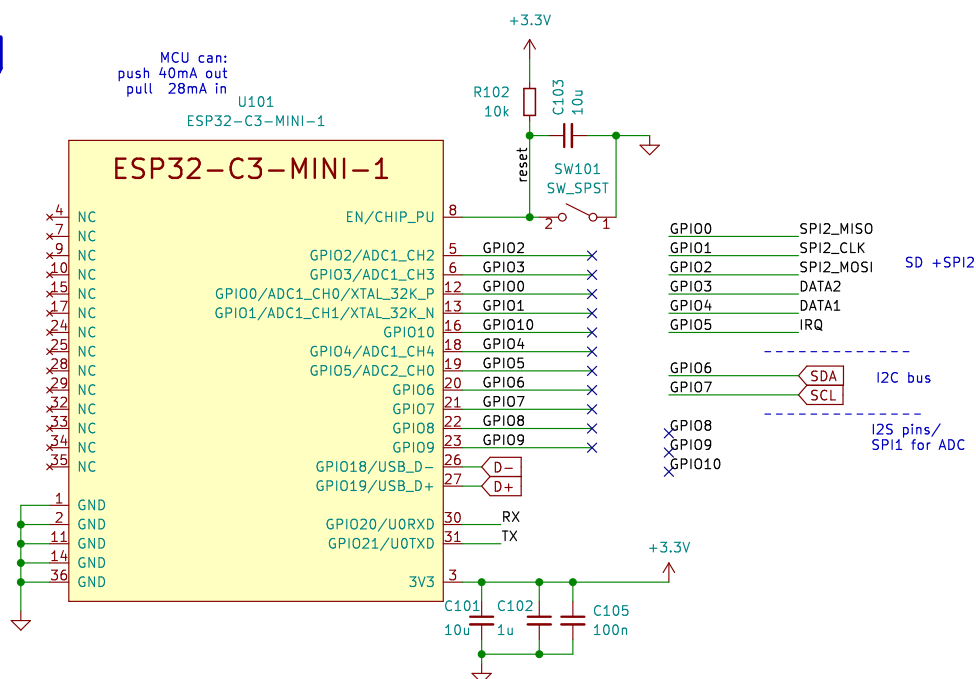 +3.3V
MCU can:
push 40mA out
pull 28mA in
R102
10k
C103
10u
U101
ESP32-C3-MINI-1
ESP32-C3-MINI-1
reset
SW101
SW_SPST
2
1
4 NC
EN/CHIP_PU 8
7 NC
9 NC
GPIO2/ADC1_CH2 5 GPIO2
10 NC
GPIO3/ADC1_CH3 6 GPIO3
15 NC
GPIO0/ADC1_CH0/XTAL_32K_P 12 GPIO0
17 NC
GPIO1/ADC1_CH1/XTAL_32K_N 13 GPIO1
24 NC
GPIO10 16 GPIO10
25 NC
GPIO4/ADC1_CH4 18 GPIO4
28 NC
GPIO5/ADC2_CH0 19 GPIO5
29 NC
GPIO6 20 GPIO6
32 NC
GPIO7 21 GPIO7
33 NC
GPIO8 22 GPIO8
34 NC
GPIO9 23 GPIO9
35 NC
GPIO18/USB_D- 26 D-
GPIO19/USB_D+ 27 D+
1 GND
2 GND
GPIO20/U0RXD 30 RX
11 GND
GPIO21/U0TXD 31 TX
14 GND
36 GND
3V3 3
GPIO0 SPI2_MISO
GPIO1 SPI2_CLK
GPIO2 SPI2_MOSI
GPIO3 DATA2
GPIO4 DATA1
GPIO5 IRQ
SD +SPI2
GPIO6 SDA
GPIO7 SCL
I2C bus
GPIO8
GPIO9
GPIO10
I2S pins/
SPI1 for ADC
+3.3V
C101
10u
C102
1u
C105
100n